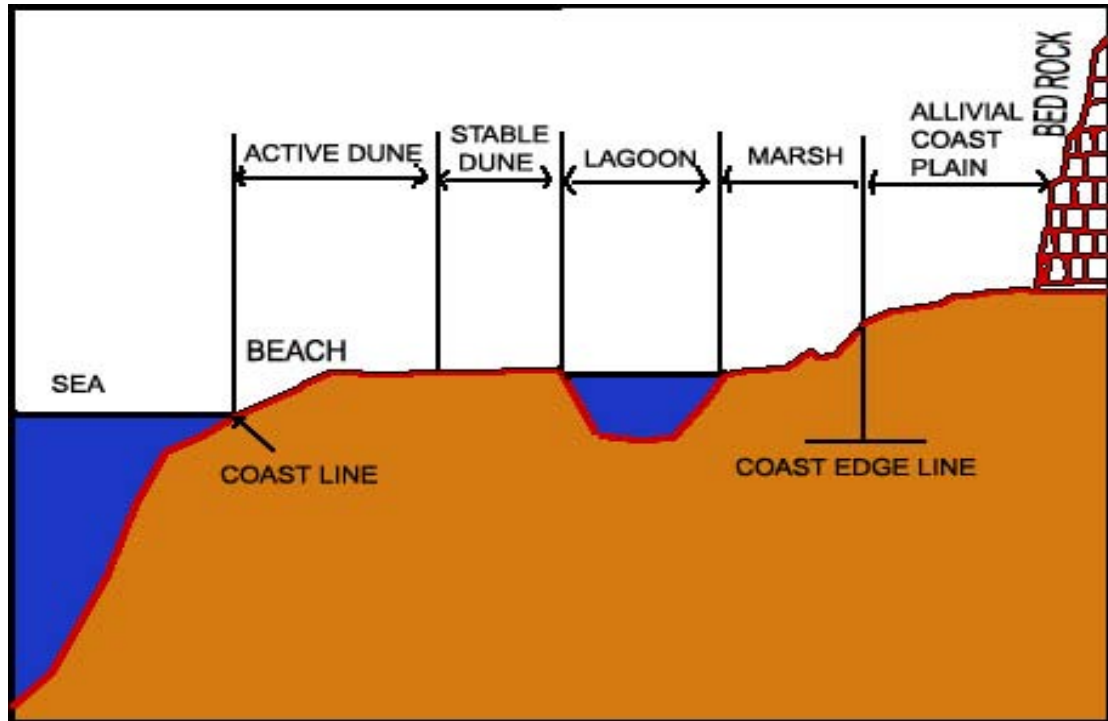 BED ROCK
ALLIVIAL
COAST
PLAIN
STABLE
DUNE
ACTIVE DUNE
LAGOON
MARSH
BEACH
SEA
COAST LINE
COAST EDGE LINE